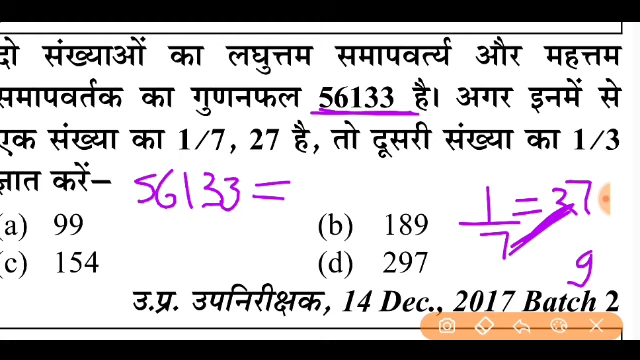 दो संख्याओं का लघुत्तम समापवर्त्य और महत्तम
समापवर्तक का गुणनफल 56133 है। अगर इनमें से
एक संख्या का 1/7, 27 है, तो दूसरी संख्या का 1/3
ज्ञात करें–
56133 =
1/7 = 27
9
(a) 99 (b) 189
(c) 154 (d) 297
उ.प्र. उपनिरीक्षक, 14 Dec., 2017 Batch 2